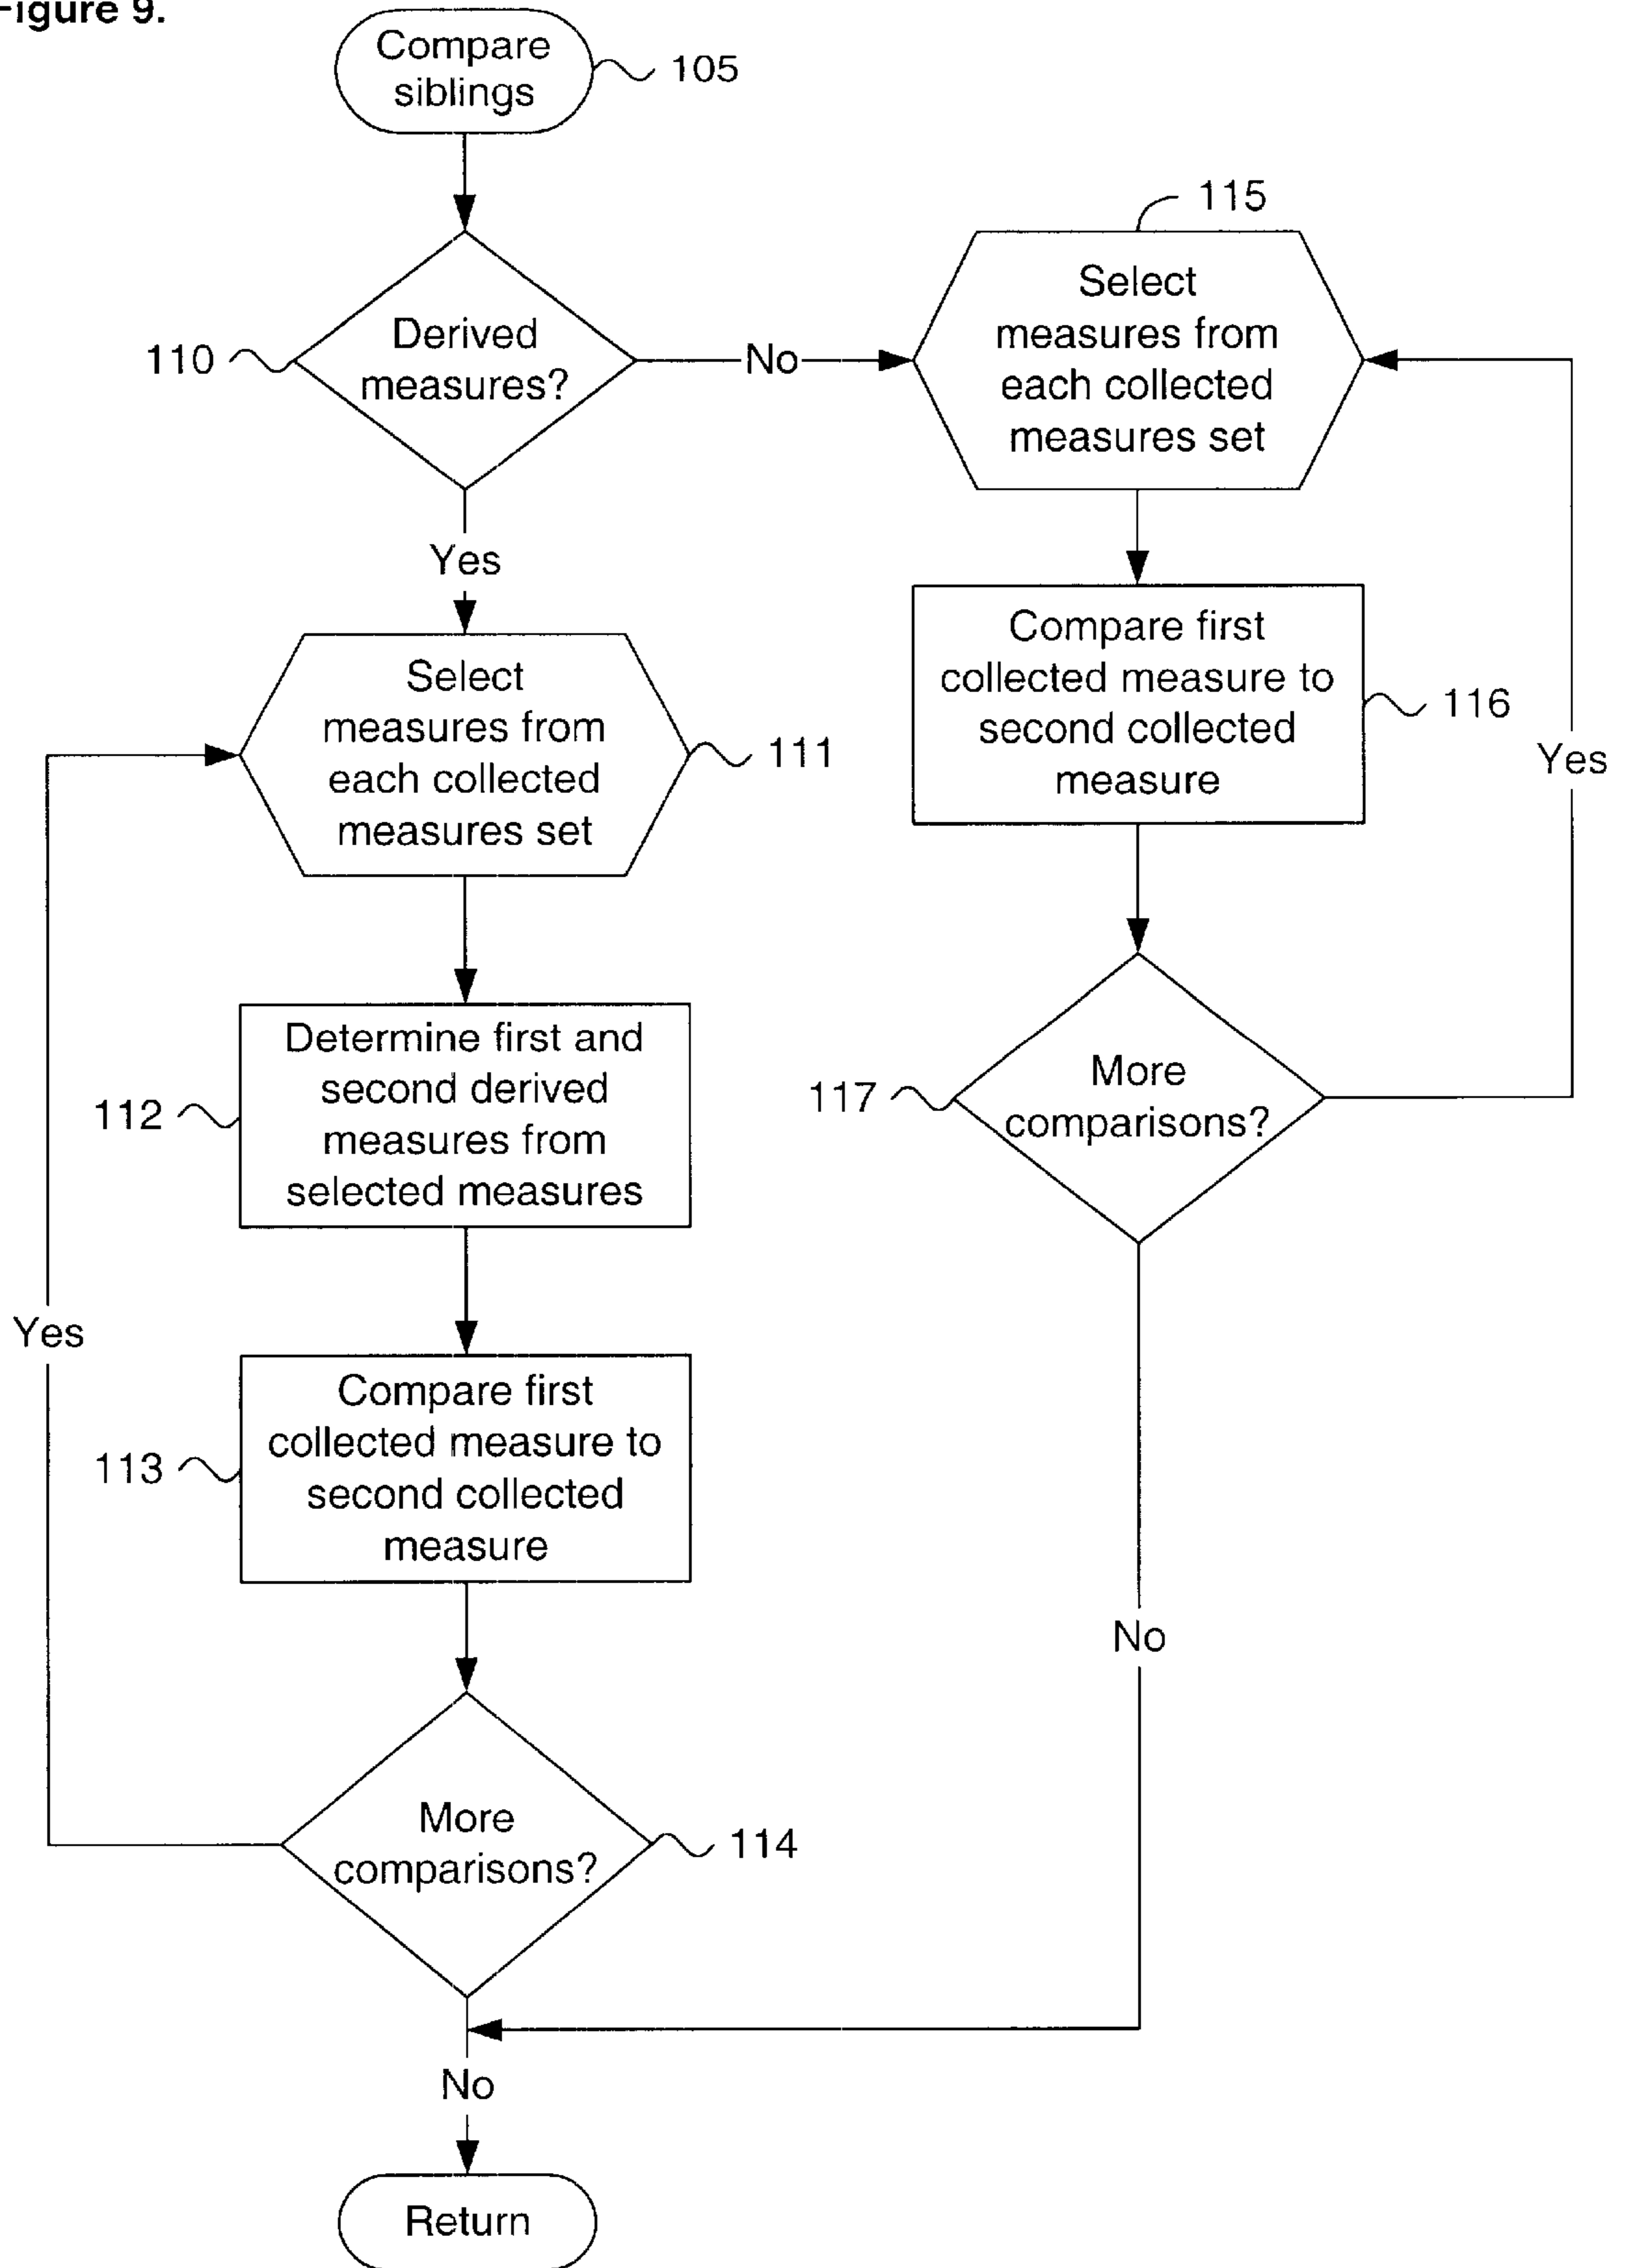 Figure 9.
Compare
siblings
105
110
Derived
measures?
No
115
Select
measures from
each collected
measures set
Yes
Select
measures from
each collected
measures set
111
Compare first
collected measure to
second collected
measure
116
Yes
Determine first and
second derived
measures from
selected measures
112
117
More
comparisons?
Yes
Compare first
collected measure to
second collected
measure
113
No
More
comparisons?
114
No
Return